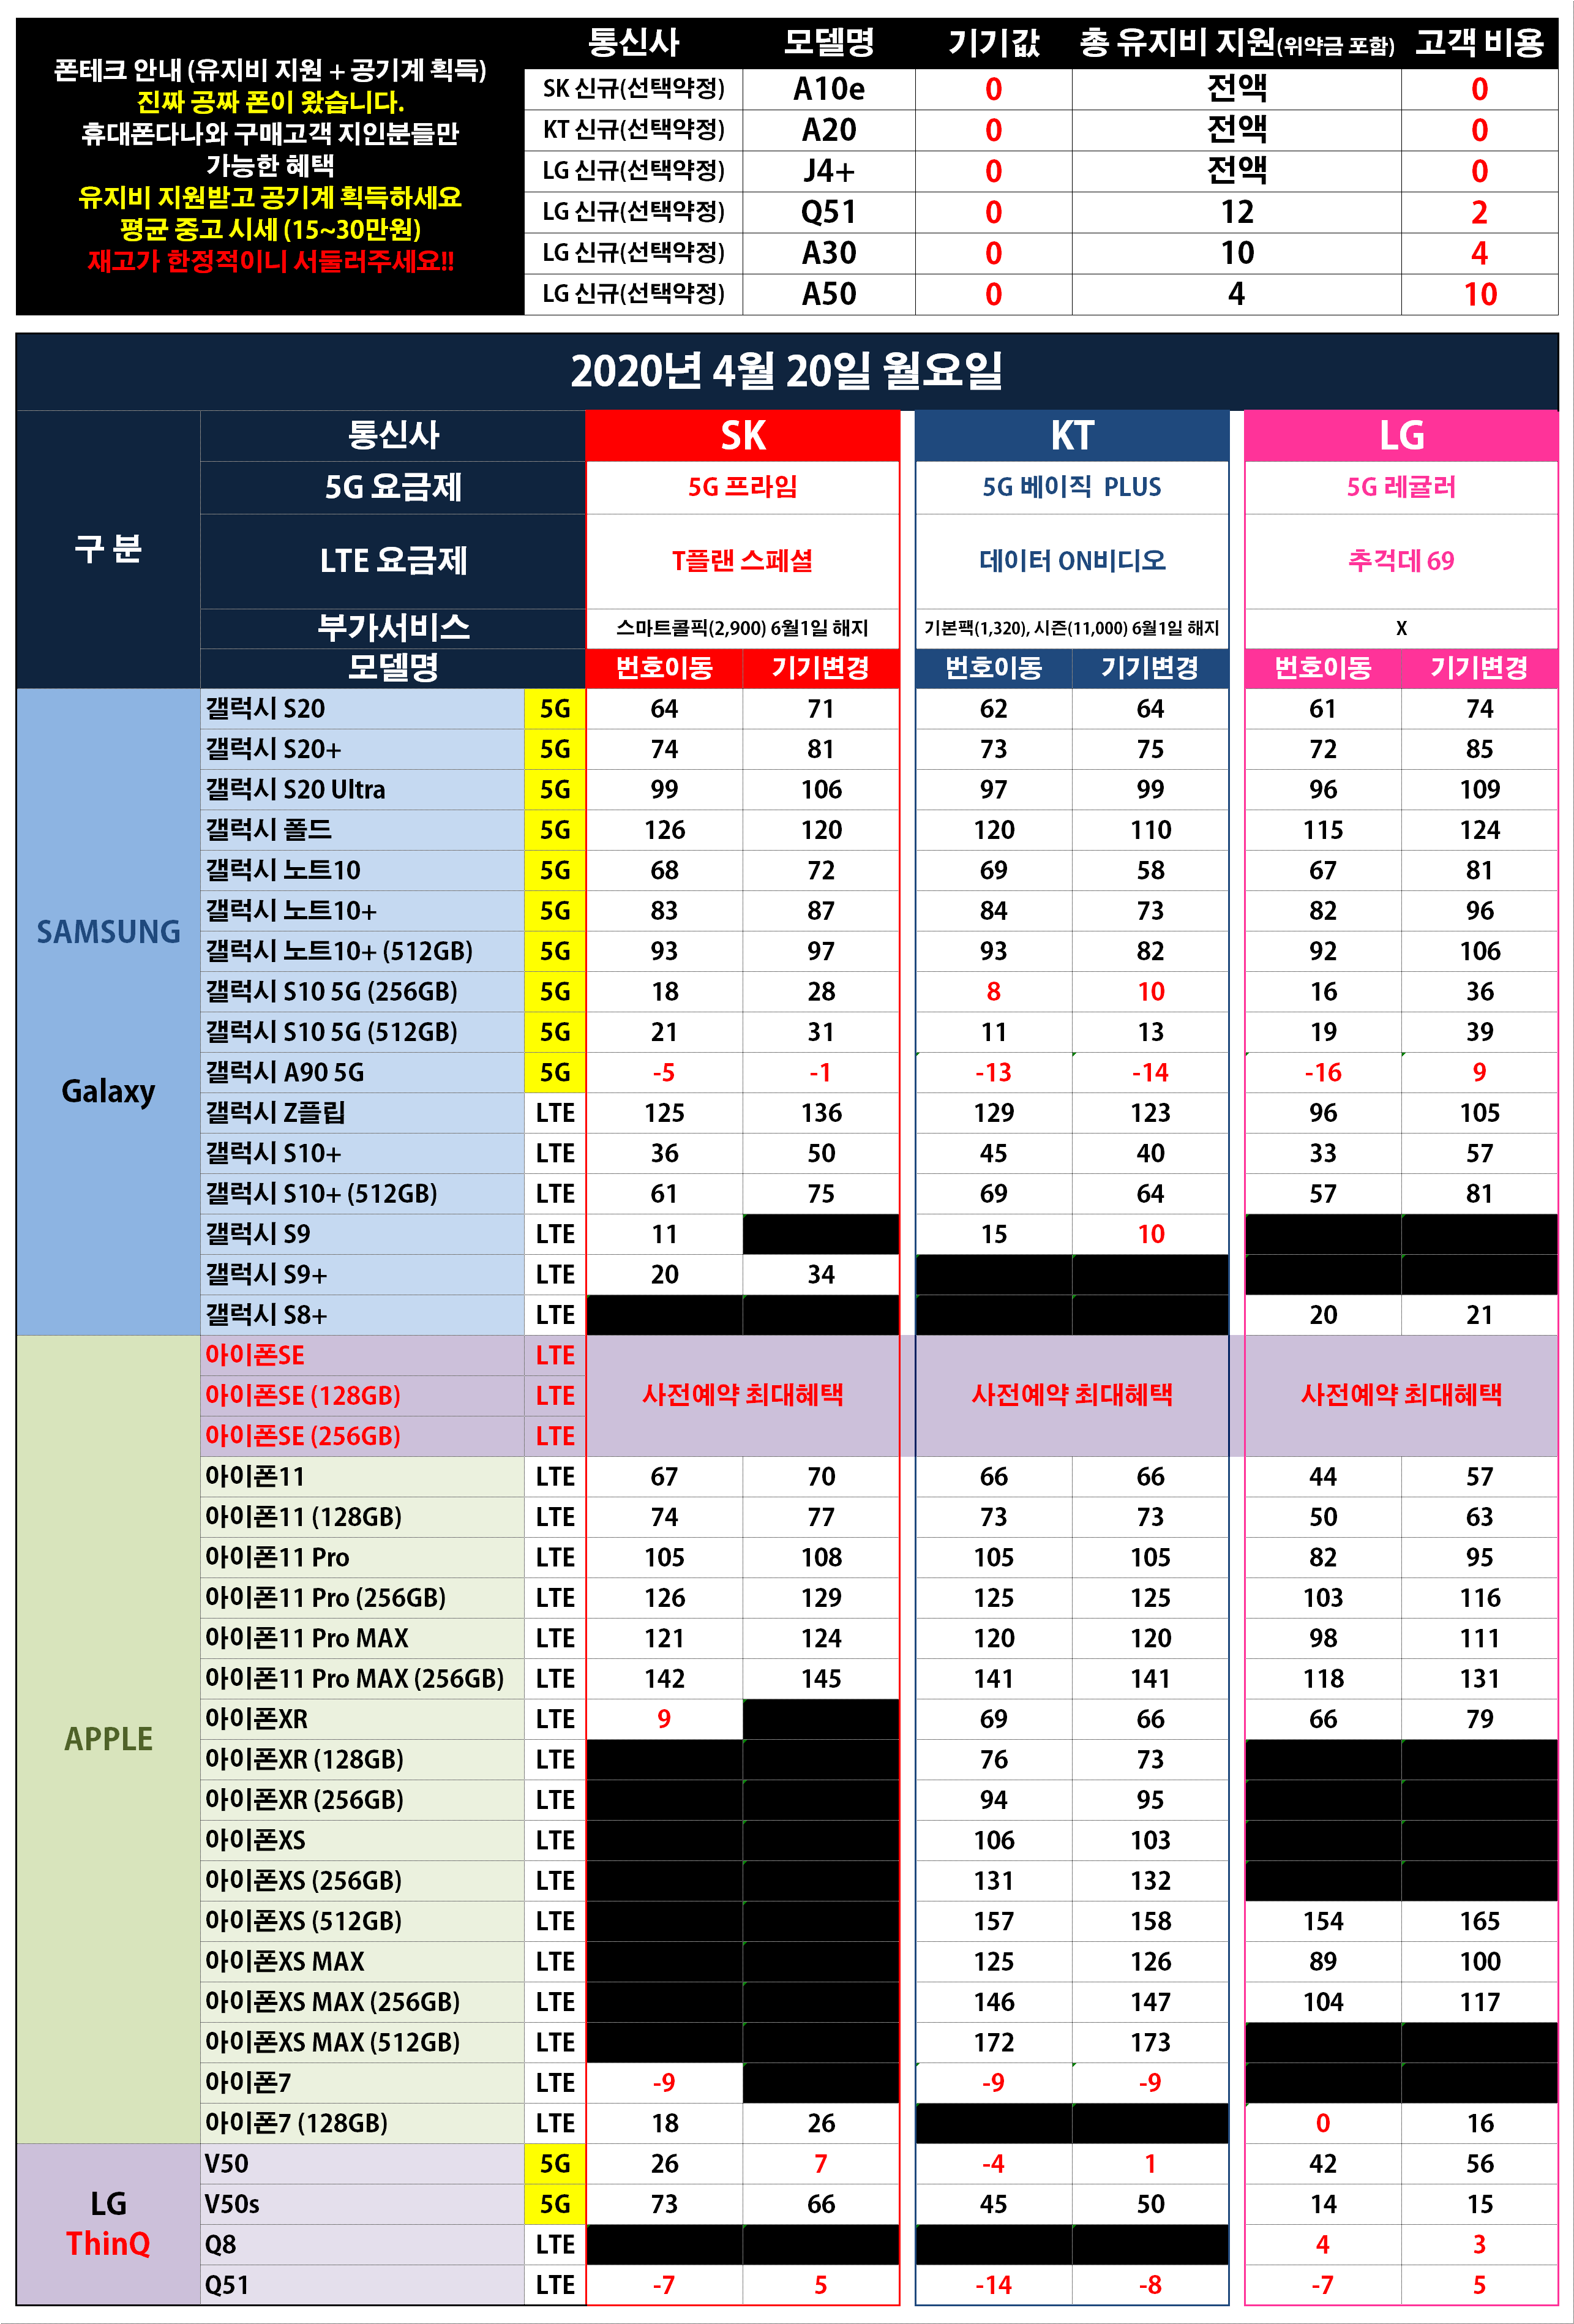 폰테크 안내 (유지비 지원 + 공기계 획득)
진짜 공짜 폰이 왔습니다.
휴대폰다나와 구매고객 지인분들만
가능한 혜택
유지비 지원받고 공기계 획득하세요
평균 중고 시세 (15~30만원)
재고가 한정적이니 서둘러주세요!!
통신사 모델명 기기값 총 유지비 지원(위약금 포함) 고객 비용
SK 신규(선택약정) A10e 0 전액 0
KT 신규(선택약정) A20 0 전액 0
LG 신규(선택약정) J4+ 0 전액 0
LG 신규(선택약정) Q51 0 12 2
LG 신규(선택약정) A30 0 10 4
LG 신규(선택약정) A50 0 4 10
2020년 4월 20일 월요일
구 분
통신사 SK KT LG
5G 요금제 5G 프라임 5G 베이직 PLUS 5G 레귤러
LTE 요금제 T플랜 스페셜 데이터 ON비디오 추걱데 69
부가서비스 스마트콜픽(2,900) 6월1일 해지 기본팩(1,320), 시즌(11,000) 6월1일 해지 X
모델명 번호이동 기기변경 번호이동 기기변경 번호이동 기기변경
SAMSUNG
Galaxy
갤럭시 S20 5G 64 71 62 64 61 74
갤럭시 S20+ 5G 74 81 73 75 72 85
갤럭시 S20 Ultra 5G 99 106 97 99 96 109
갤럭시 폴드 5G 126 120 120 110 115 124
갤럭시 노트10 5G 68 72 69 58 67 81
갤럭시 노트10+ 5G 83 87 84 73 82 96
갤럭시 노트10+ (512GB) 5G 93 97 93 82 92 106
갤럭시 S10 5G (256GB) 5G 18 28 8 10 16 36
갤럭시 S10 5G (512GB) 5G 21 31 11 13 19 39
갤럭시 A90 5G 5G -5 -1 -13 -14 -16 9
갤럭시 Z플립 LTE 125 136 129 123 96 105
갤럭시 S10+ LTE 36 50 45 40 33 57
갤럭시 S10+ (512GB) LTE 61 75 69 64 57 81
갤럭시 S9 LTE 11 15 10
갤럭시 S9+ LTE 20 34
갤럭시 S8+ LTE 20 21
APPLE
아이폰SE LTE
아이폰SE (128GB) LTE 사전예약 최대혜택 사전예약 최대혜택 사전예약 최대혜택
아이폰SE (256GB) LTE
아이폰11 LTE 67 70 66 66 44 57
아이폰11 (128GB) LTE 74 77 73 73 50 63
아이폰11 Pro LTE 105 108 105 105 82 95
아이폰11 Pro (256GB) LTE 126 129 125 125 103 116
아이폰11 Pro MAX LTE 121 124 120 120 98 111
아이폰11 Pro MAX (256GB) LTE 142 145 141 141 118 131
아이폰XR LTE 9 69 66 66 79
아이폰XR (128GB) LTE 76 73
아이폰XR (256GB) LTE 94 95
아이폰XS LTE 106 103
아이폰XS (256GB) LTE 131 132
아이폰XS (512GB) LTE 157 158 154 165
아이폰XS MAX LTE 125 126 89 100
아이폰XS MAX (256GB) LTE 146 147 104 117
아이폰XS MAX (512GB) LTE 172 173
아이폰7 LTE -9 -9 -9
아이폰7 (128GB) LTE 18 26 0 16
LG
ThinQ
V50 5G 26 7 -4 1 42 56
V50s 5G 73 66 45 50 14 15
Q8 LTE 4 3
Q51 LTE -7 5 -14 -8 -7 5